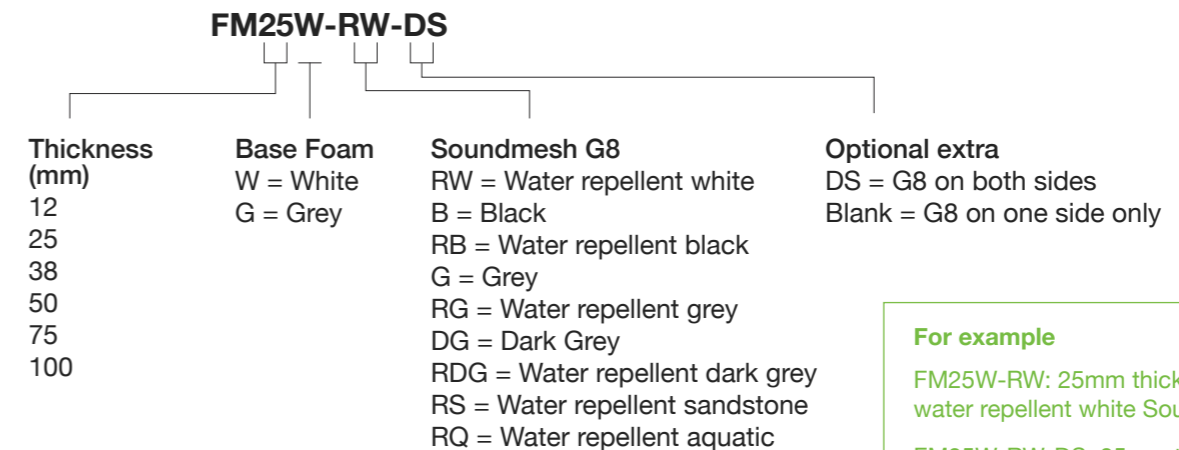 FM25W-RW-DS
Thickness
(mm)
12
25
38
50
75
100
Base Foam
W = White
G = Grey
Soundmesh G8
RW = Water repellent white
B = Black
RB = Water repellent black
G = Grey
RG = Water repellent grey
DG = Dark Grey
RDG = Water repellent dark grey
RS = Water repellent sandstone
RQ = Water repellent aquatic
Optional extra
DS = G8 on both sides
Blank = G8 on one side only
For example
FM25W-RW: 25mm
water repellent white